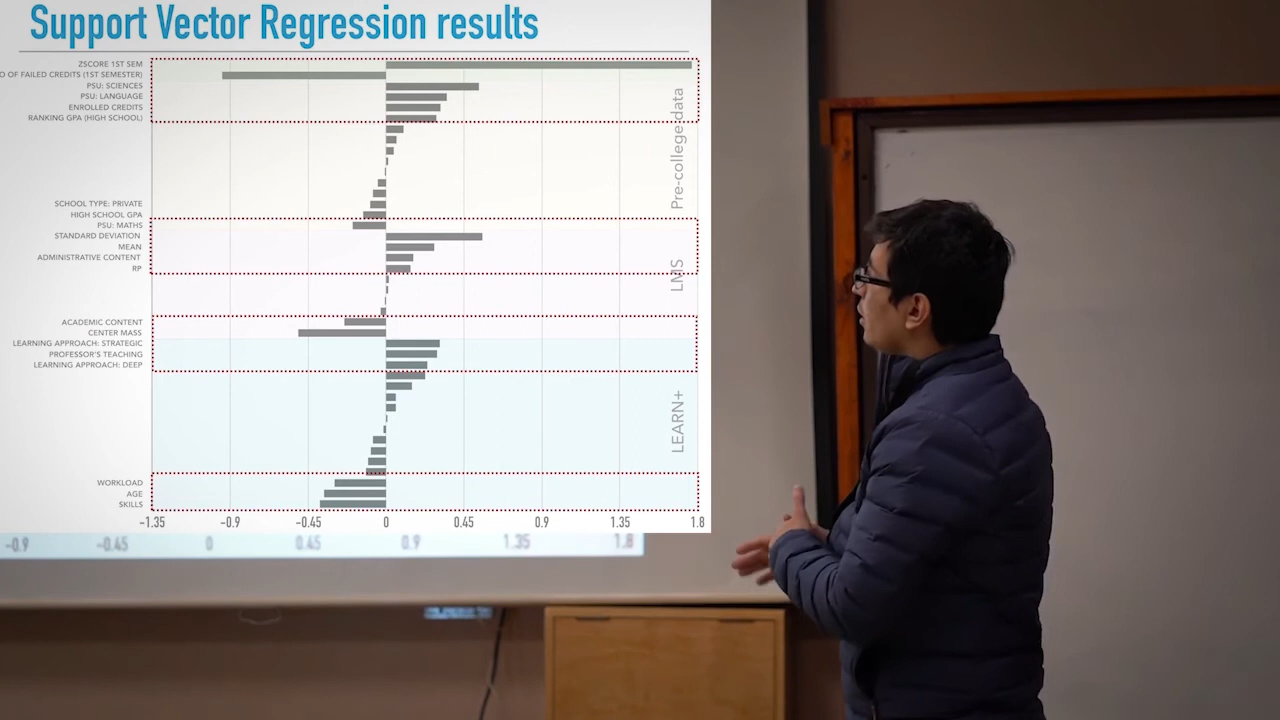 Support Vector Regression results
ZSCORE 1ST SEM
O OF FAILED CREDITS (1ST SEMESTER)
PSU: SCIENCES
PSU: LANGUAGE
ENROLLED CREDITS
RANKING GPA (HIGH SCHOOL)
Pre-college data
SCHOOL TYPE: PRIVATE
HIGH SCHOOL GPA
PSU: MATHS
STANDARD DEVIATION
MEAN
ADMINISTRATIVE CONTENT
RP
LMS
ACADEMIC CONTENT
CENTER MASS
LEARNING APPROACH: STRATEGIC
PROFESSOR'S TEACHING
LEARNING APPROACH: DEEP
LEARN+
WORKLOAD
AGE
SKILLS
-1.35 -0.9 -0.45 0 0.45 0.9 1.35 1.8
-0.9 -0.45 0 0.45 0.9 1.35 1.8